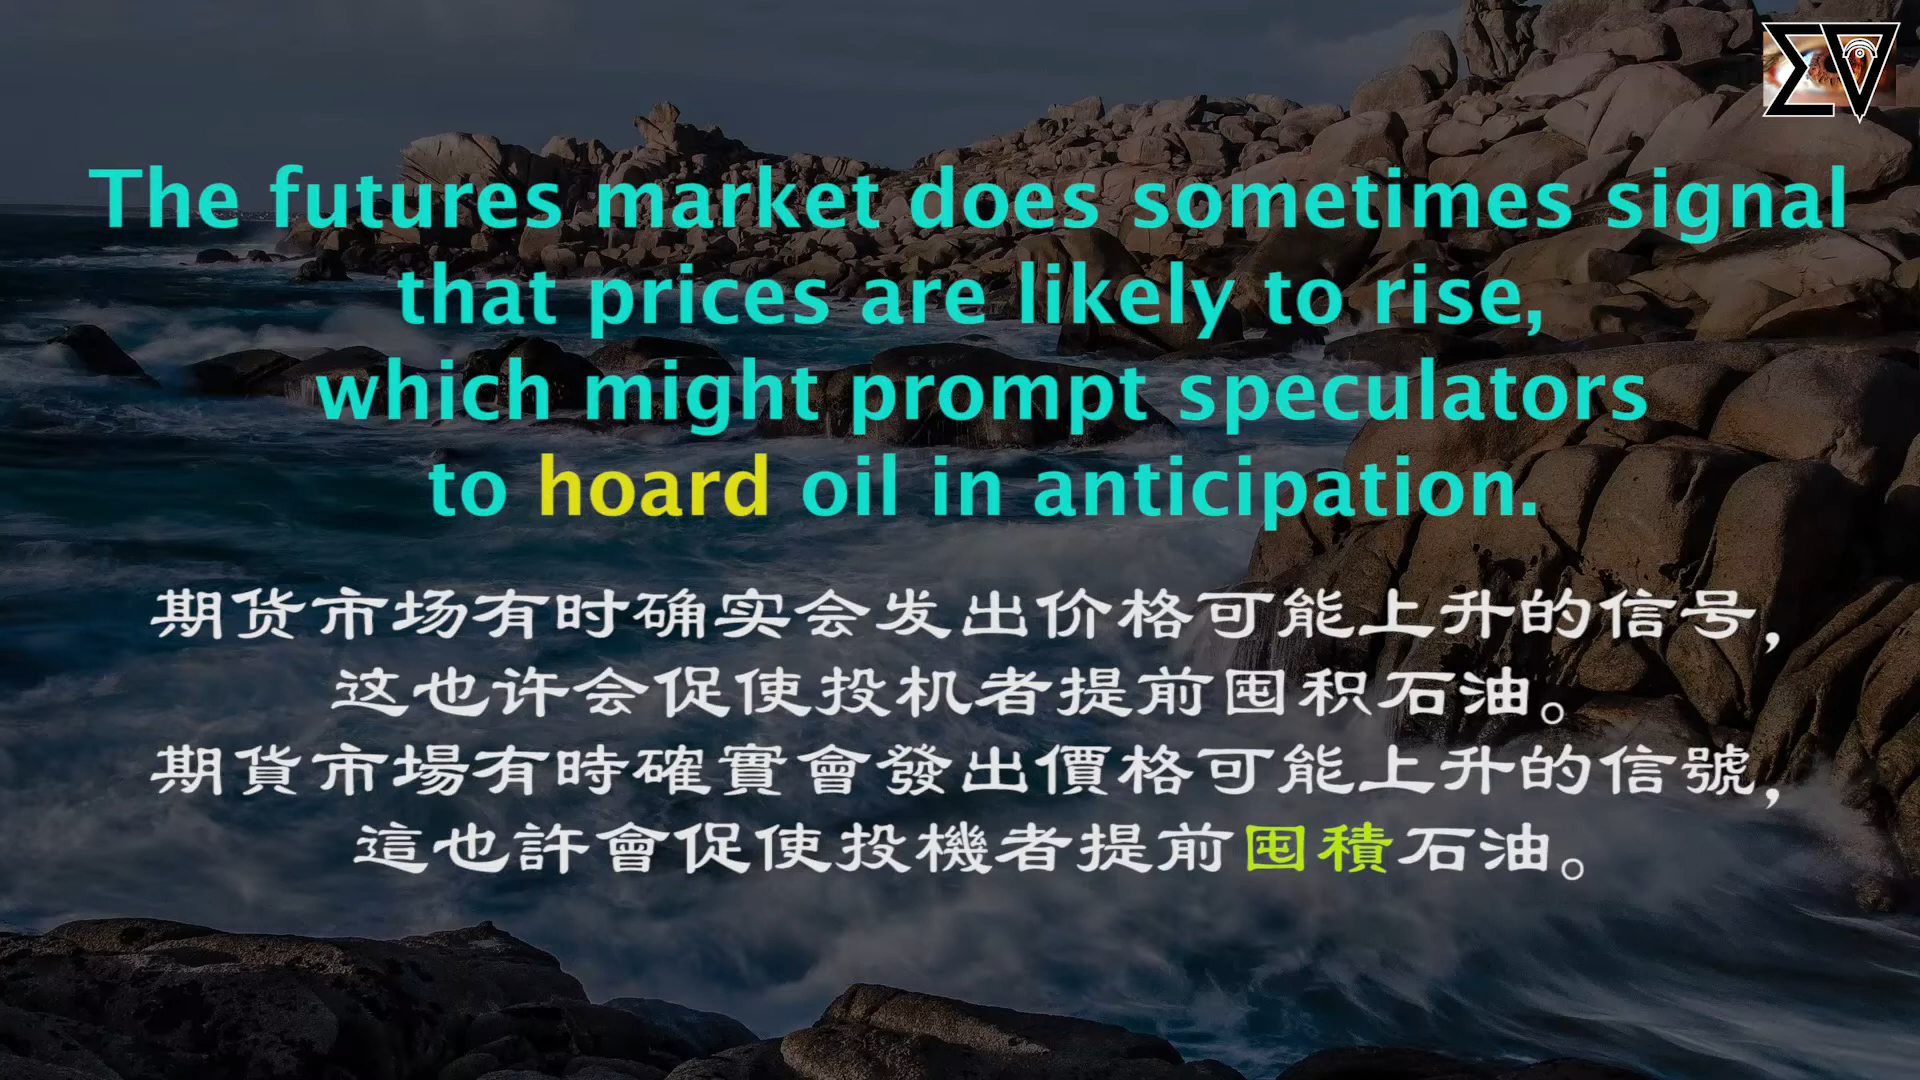 The futures market does sometimes signal
that prices are likely to rise,
which might prompt speculators
to hoard oil in anticipation.
期货市场有时确实会发出价格可能上升的信号，
这也许会促使投机者提前囤积石油。
期貨市場有時確實會發出價格可能上升的信號，
這也許會促使投機者提前囤積石油。